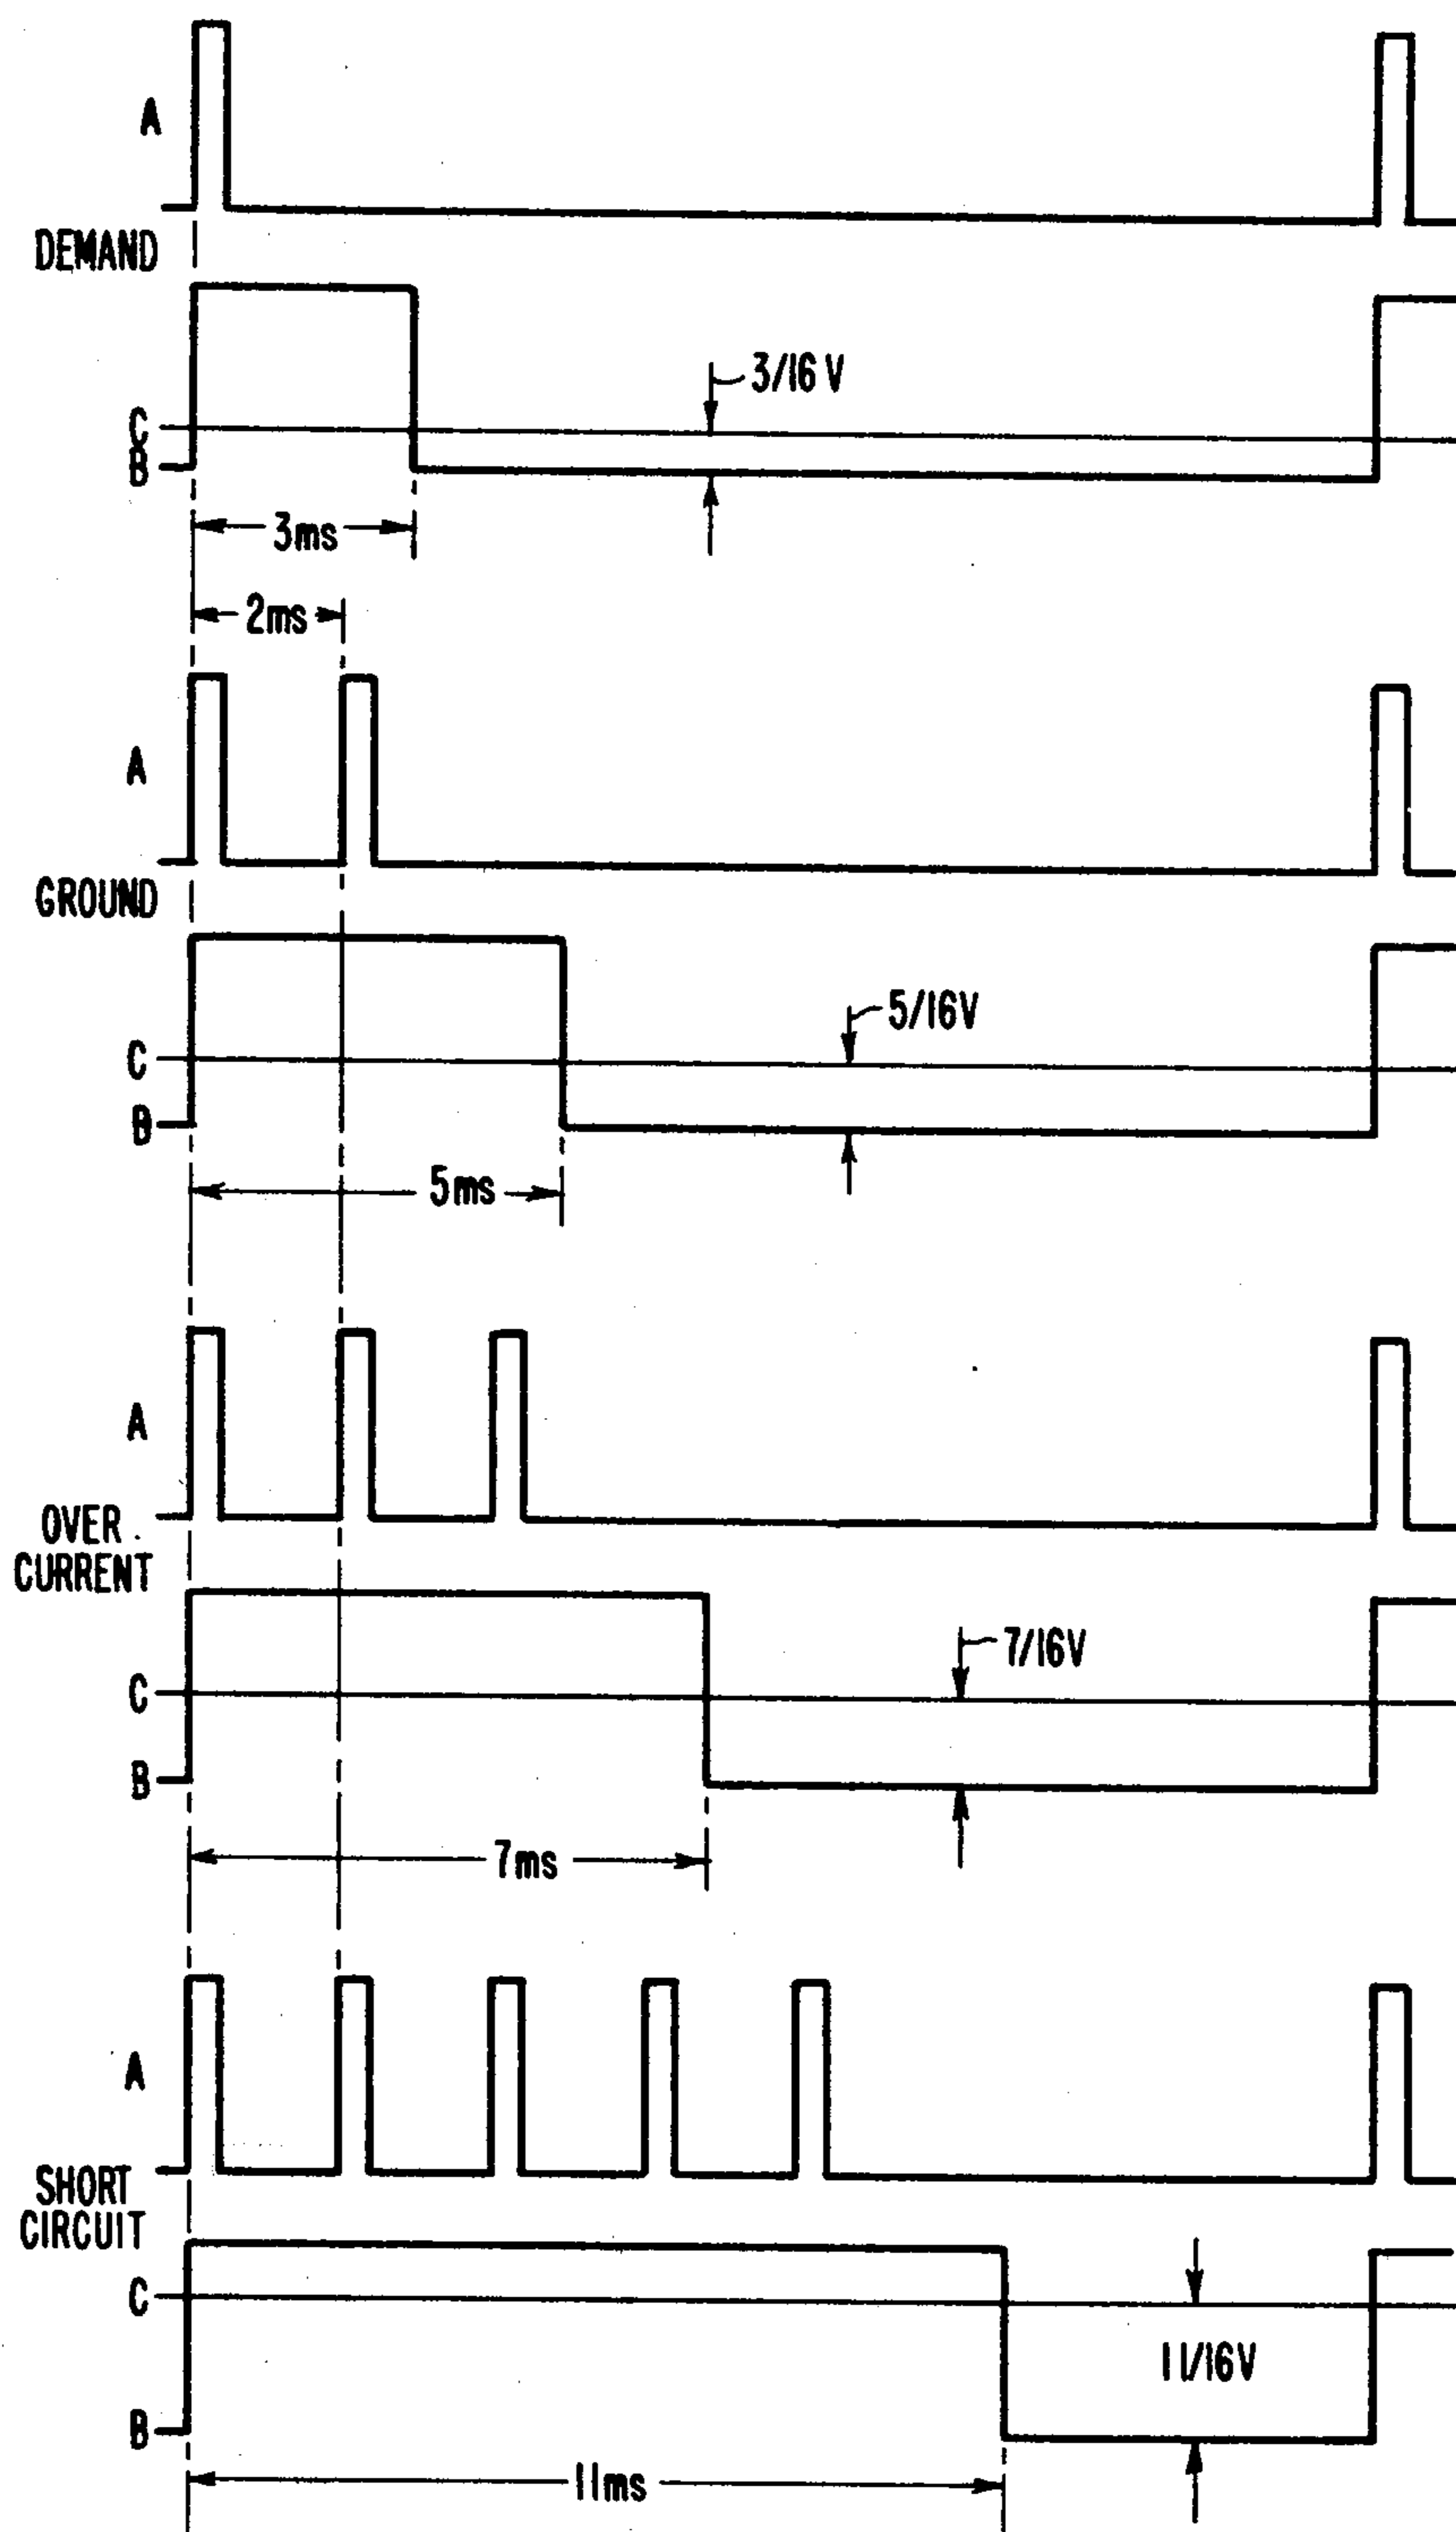 A
DEMAND
3/16 V
C
B
3ms
2ms
A
GROUND
5/16V
C
B
5ms
A
OVER
CURRENT
7/16V
C
B
7ms
A
SHORT
CIRCUIT
C
11/16V
B
11ms